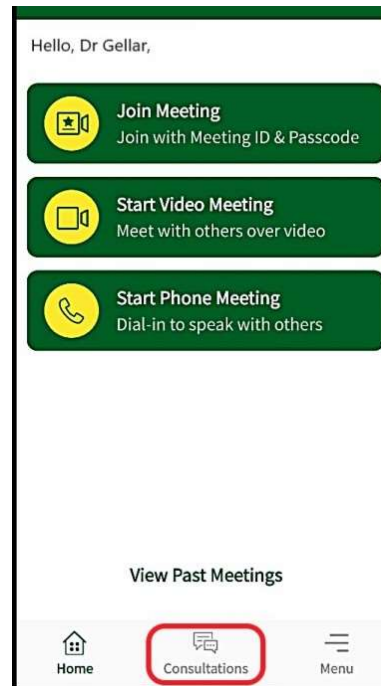 Hello, Dr Gellar,
Join Meeting
Join with Meeting ID & Passcode
Start Video Meeting
Meet with others over video
Start Phone Meeting
Dial-in to speak with others
View Past Meetings
Home Consultations Menu